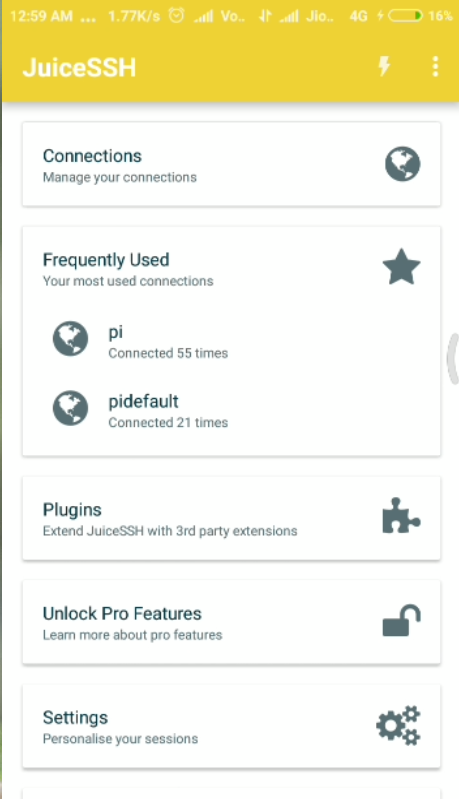 12:59 AM ... 1.77K/s Vo.. Jio.. 4G 16%
JuiceSSH
Connections
Manage your connections
Frequently Used
Your most used connections
pi
Connected 55 times
pidefault
Connected 21 times
Plugins
Extend JuiceSSH with 3rd party extensions
Unlock Pro Features
Learn more about pro features
Settings
Personalise your sessions